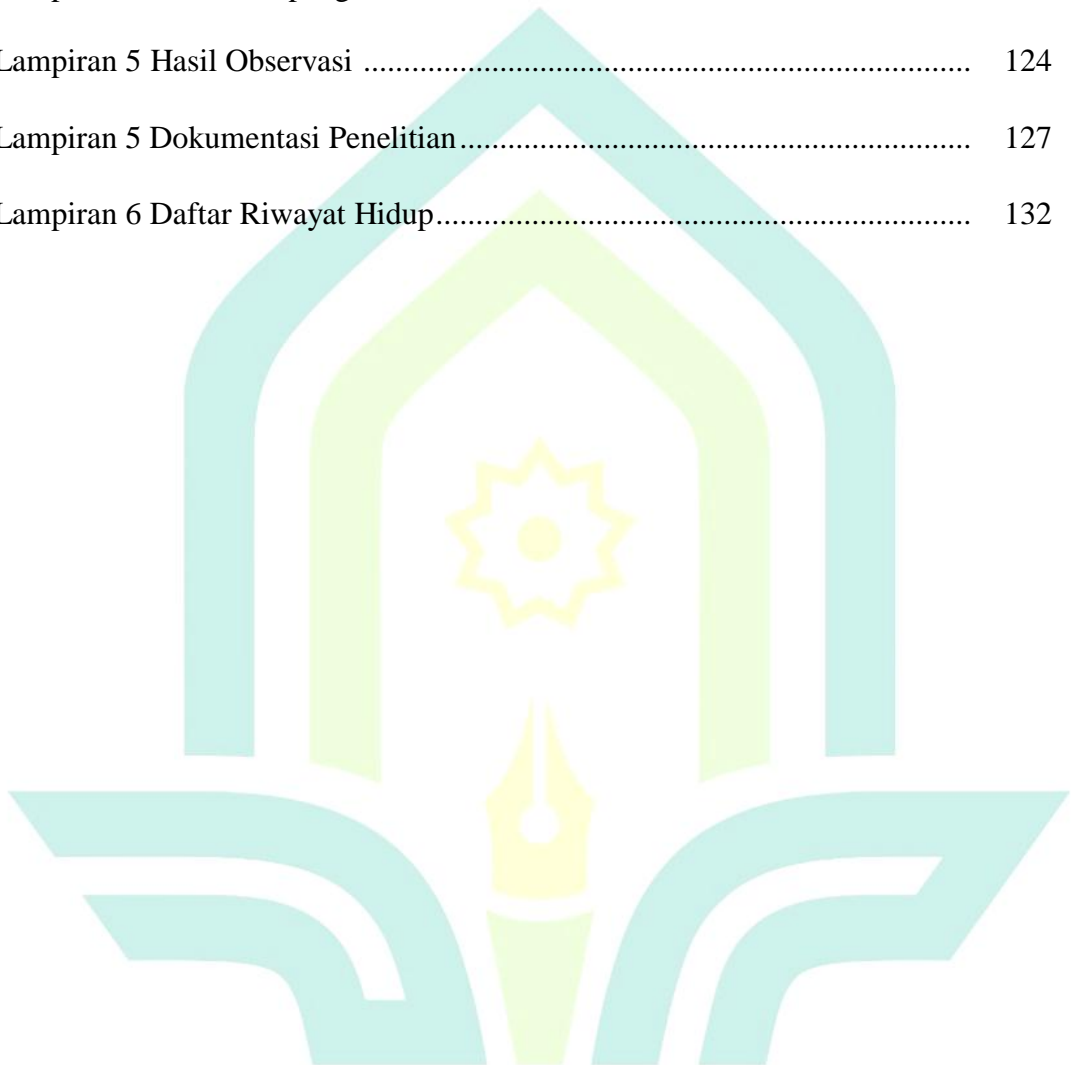 Lampiran 5 Hasil Observasi ................................................................... 124
Lampiran 5 Dokumentasi Penelitian........................................................ 127
Lampiran 6 Daftar Riwayat Hidup........................................................... 132